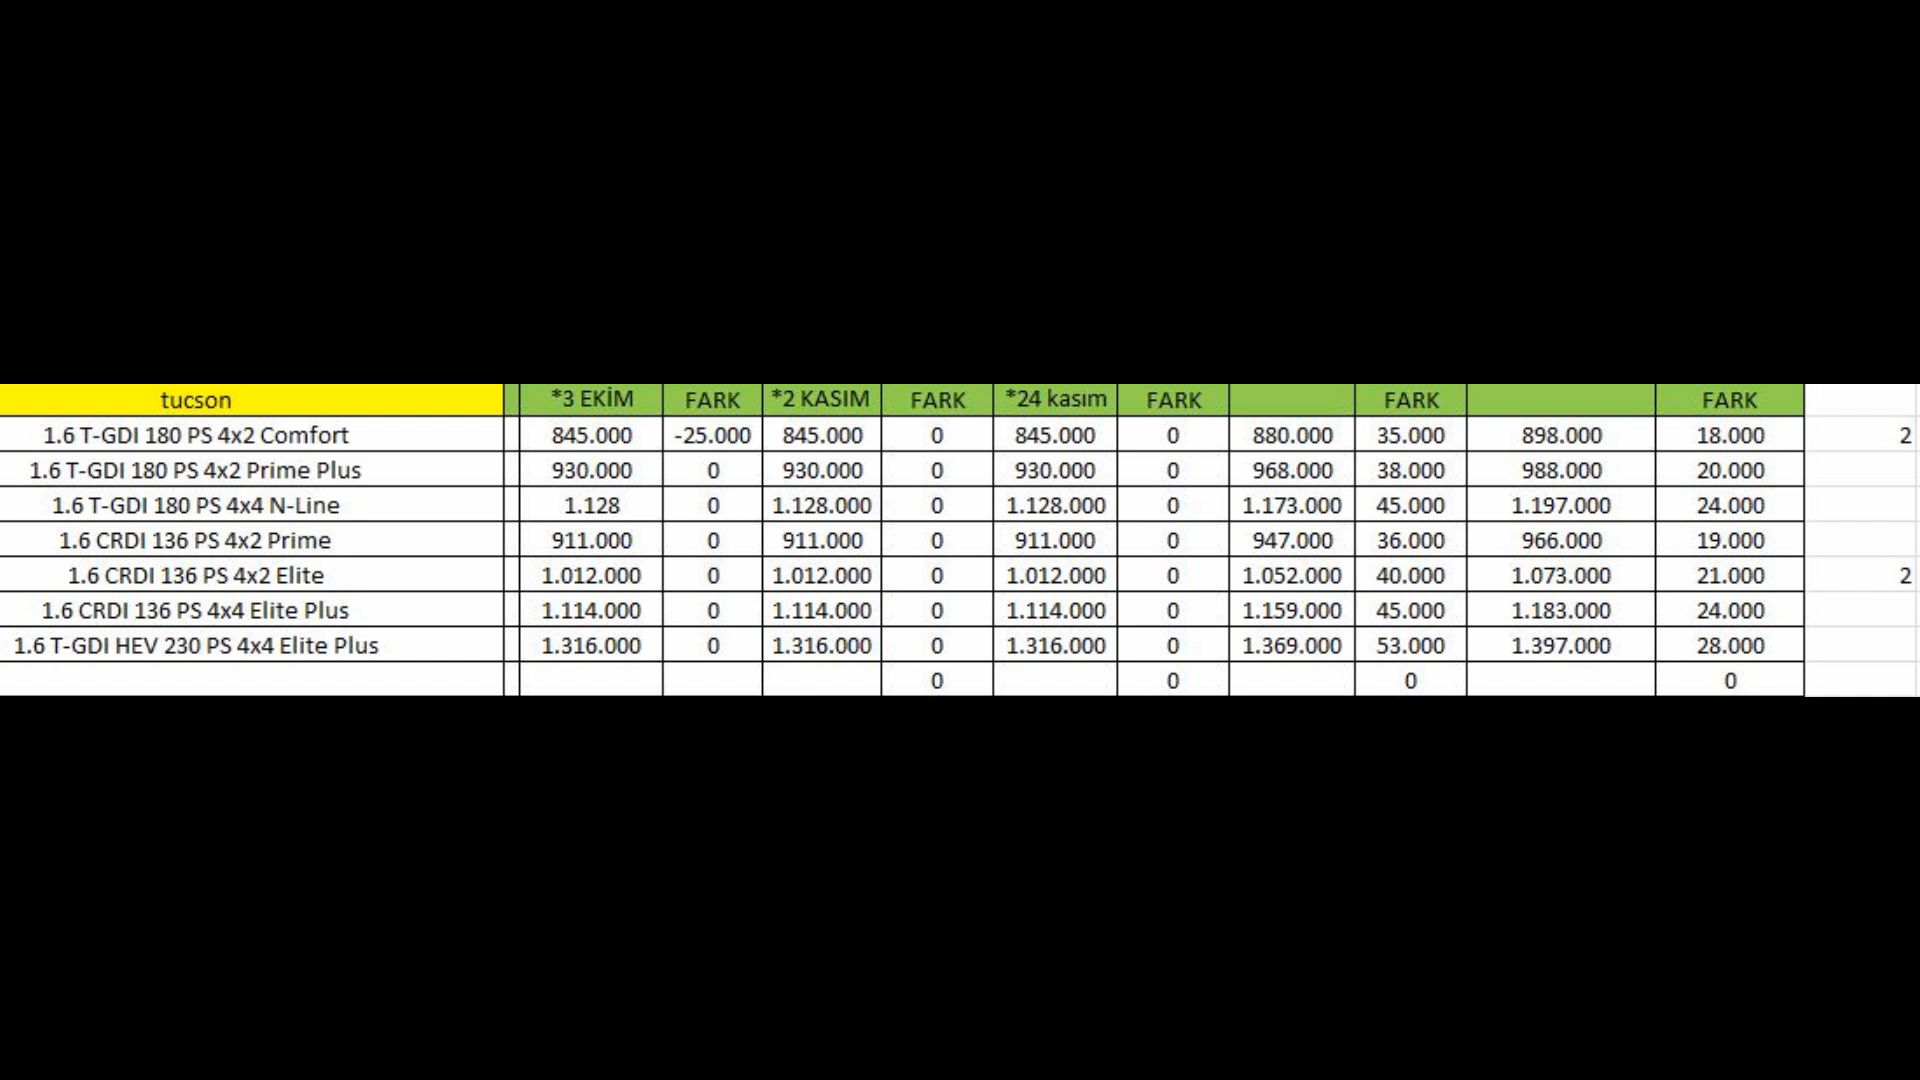 tucson *3 EKİM FARK *2 KASIM FARK *24 kasım FARK FARK FARK
1.6 T-GDI 180 PS 4x2 Comfort 845.000 -25.000 845.000 0 845.000 0 880.000 35.000 898.000 18.000 2
1.6 T-GDI 180 PS 4x2 Prime Plus 930.000 0 930.000 0 930.000 0 968.000 38.000 988.000 20.000
1.6 T-GDI 180 PS 4x4 N-Line 1.128 0 1.128.000 0 1.128.000 0 1.173.000 45.000 1.197.000 24.000
1.6 CRDI 136 PS 4x2 Prime 911.000 0 911.000 0 911.000 0 947.000 36.000 966.000 19.000
1.6 CRDI 136 PS 4x2 Elite 1.012.000 0 1.012.000 0 1.012.000 0 1.052.000 40.000 1.073.000 21.000 2
1.6 CRDI 136 PS 4x4 Elite Plus 1.114.000 0 1.114.000 0 1.114.000 0 1.159.000 45.000 1.183.000 24.000
1.6 T-GDI HEV 230 PS 4x4 Elite Plus 1.316.000 0 1.316.000 0 1.316.000 0 1.369.000 53.000 1.397.000 28.000
0 0 0 0